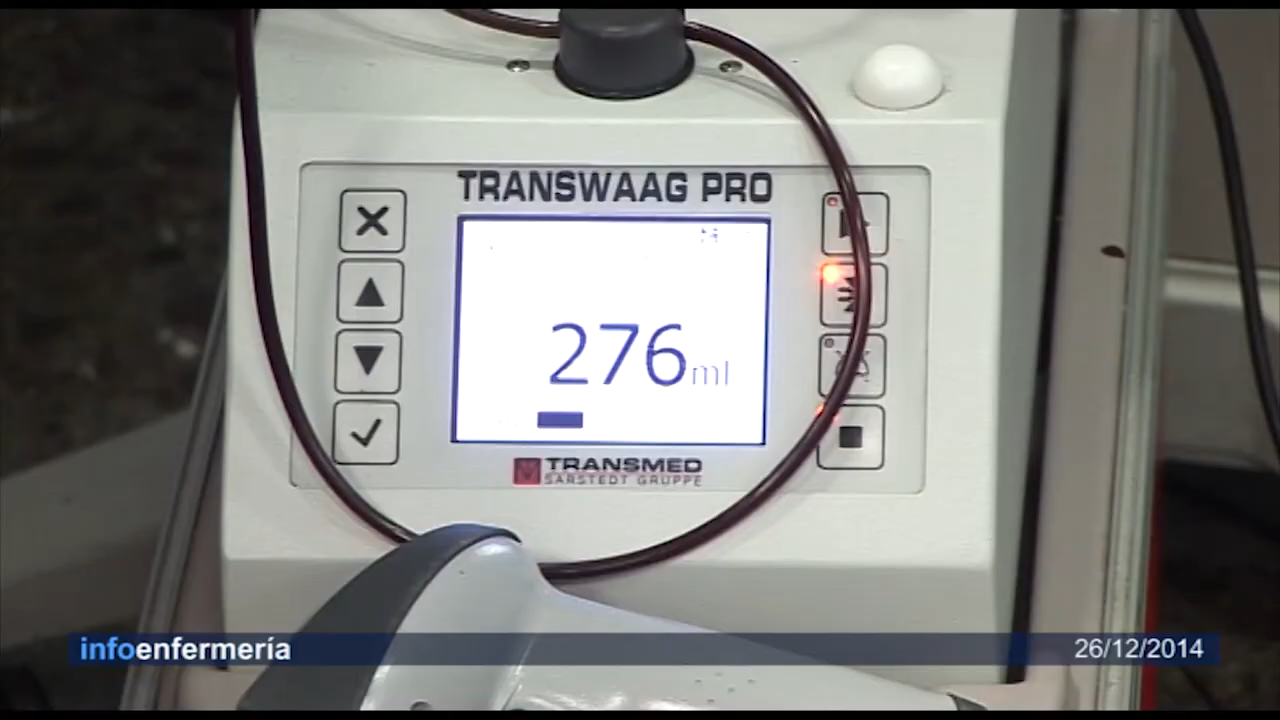 TRANSWAAG PRO
276ml
TRANSMED
SARSTEDT GRUPPE
infoenfermería
26/12/2014